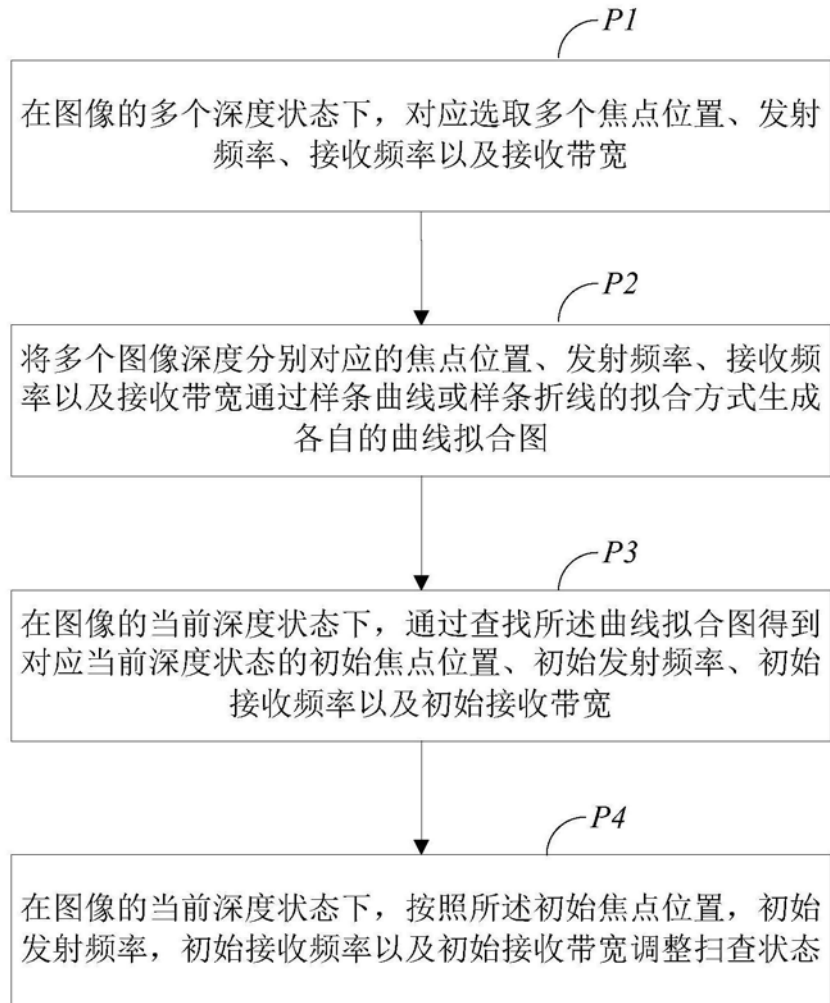 P1
在图像的多个深度状态下，对应选取多个焦点位置、发射
频率、接收频率以及接收带宽
P2
将多个图像深度分别对应的焦点位置、发射频率、接收频
率以及接收带宽通过样条曲线或样条折线的拟合方式生成
各自的曲线拟合图
P3
在图像的当前深度状态下，通过查找所述曲线拟合图得到
对应当前深度状态的初始焦点位置、初始发射频率、初始
接收频率以及初始接收带宽
P4
在图像的当前深度状态下，按照所述初始焦点位置，初始
发射频率，初始接收频率以及初始接收带宽调整扫查状态